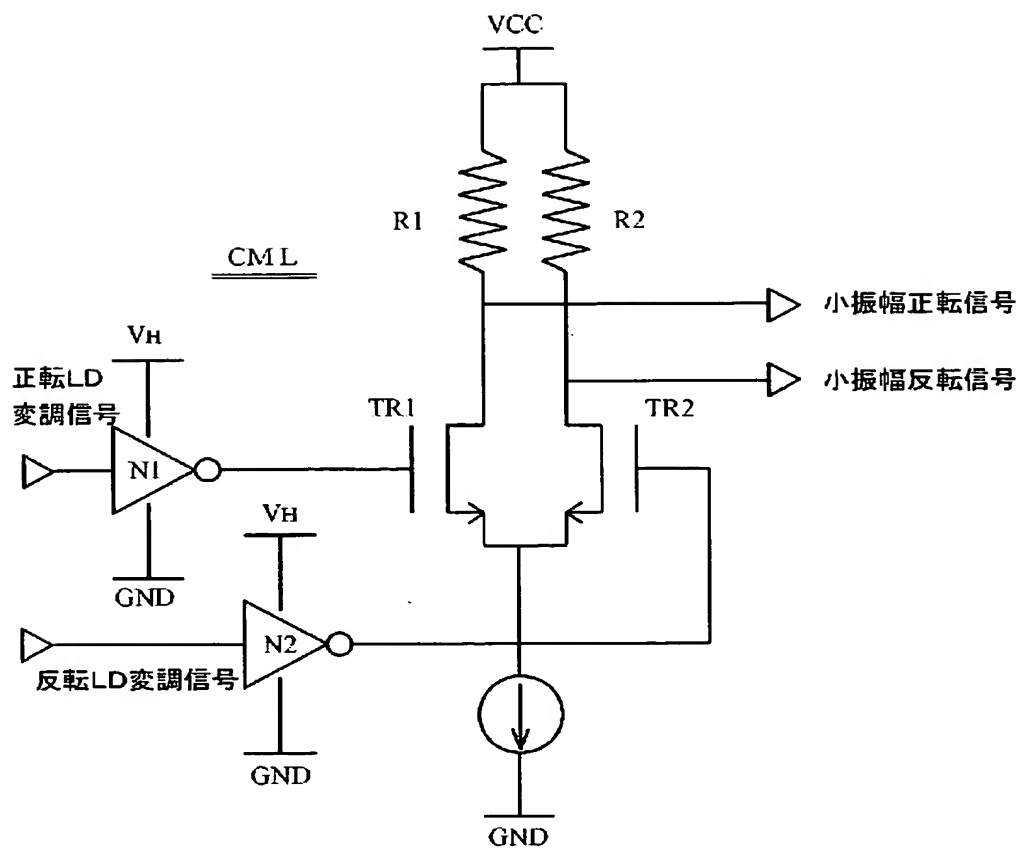 VCC
R1
R2
CML
小振幅正転信号
VH
正転LD
変調信号
小振幅反転信号
TR1
TR2
N1
VH
GND
N2
反転LD変調信号
GND
GND